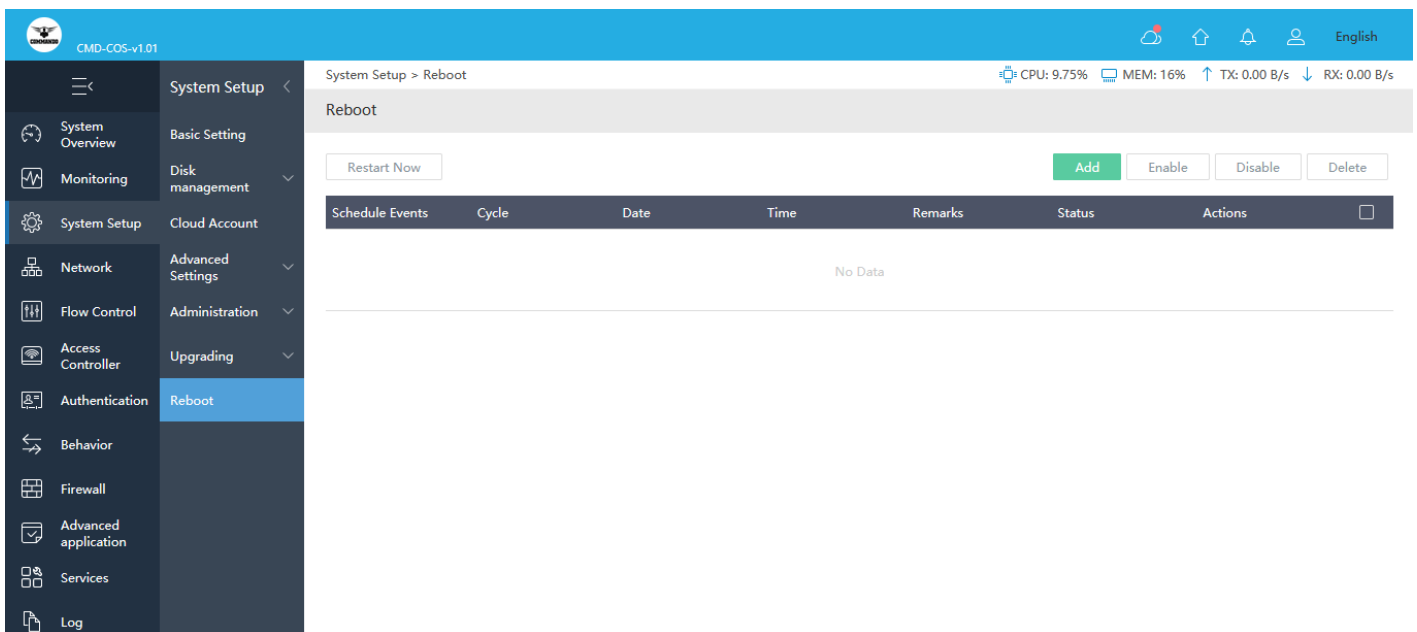 COMMANDO
CMD-COS-v1.01
English
System Setup
System Setup > Reboot
CPU: 9.75%
MEM: 16%
TX: 0.00 B/s
RX: 0.00 B/s
Reboot
System
Overview
Monitoring
System Setup
Network
Flow Control
Access
Controller
Authentication
Behavior
Firewall
Advanced
application
Services
Log
Basic Setting
Disk
management
Cloud Account
Advanced
Settings
Administration
Upgrading
Reboot
Restart Now
Add
Enable
Disable
Delete
Schedule Events
Cycle
Date
Time
Remarks
Status
Actions
No Data